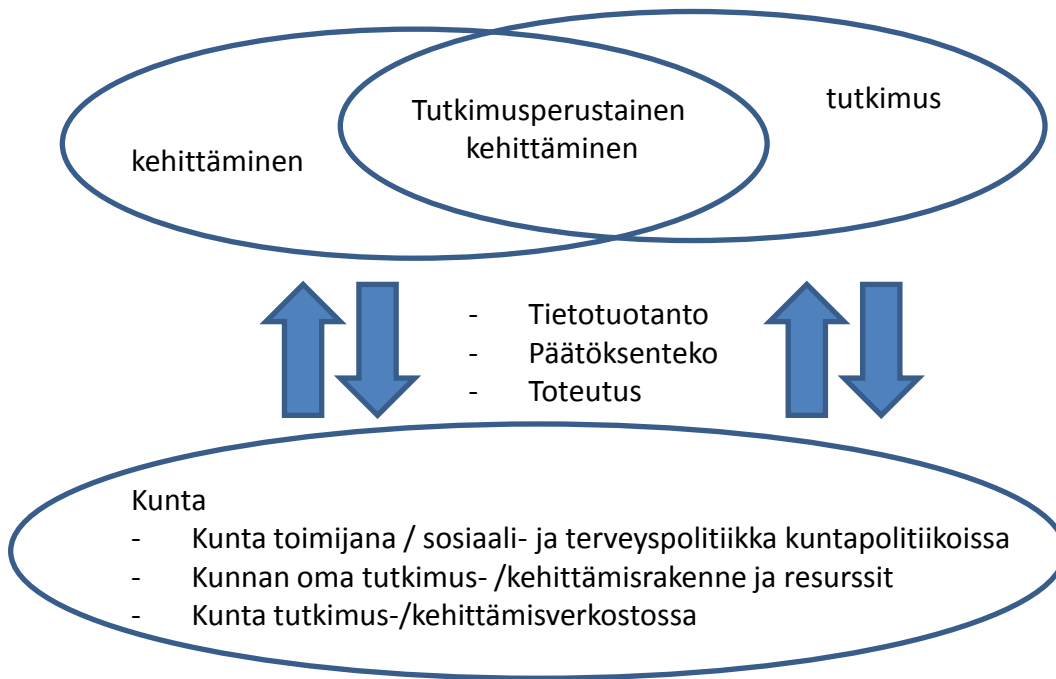 kehittäminen
Tutkimusperustainen
kehittäminen
tutkimus
- Tietotuotanto
- Päätöksenteko
- Toteutus
Kunta
- Kunta toimijana / sosiaali- ja terveyspolitiikka kuntapolitiikoissa
- Kunnan oma tutkimus- /kehittämisrakenne ja resurssit
- Kunta tutkimus-/kehittämisverkostossa